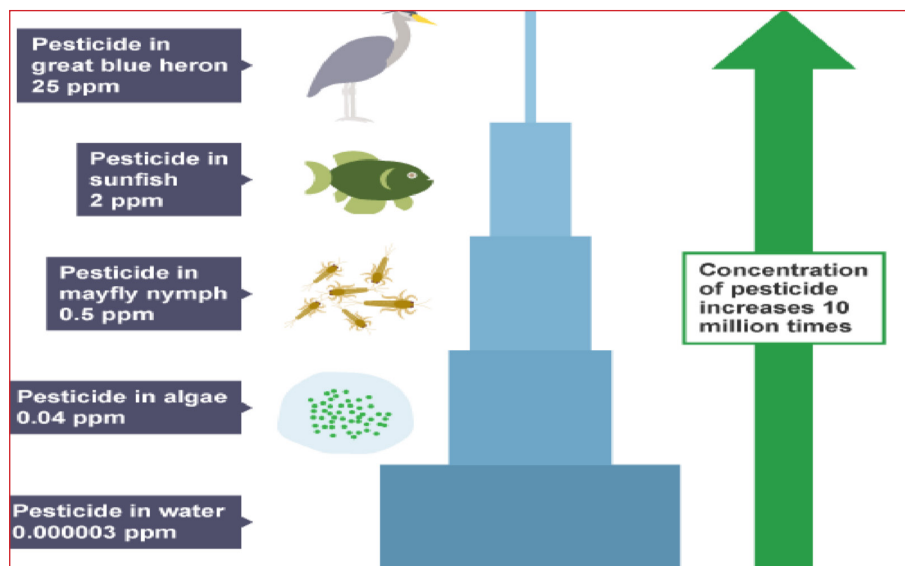 Pesticide in
great blue heron
25 ppm
Pesticide in
sunfish
2 ppm
Pesticide in
mayfly nymph
0.5 ppm
Concentration
of pesticide
increases 10
million times
Pesticide in algae
0.04 ppm
Pesticide in water
0.000003 ppm